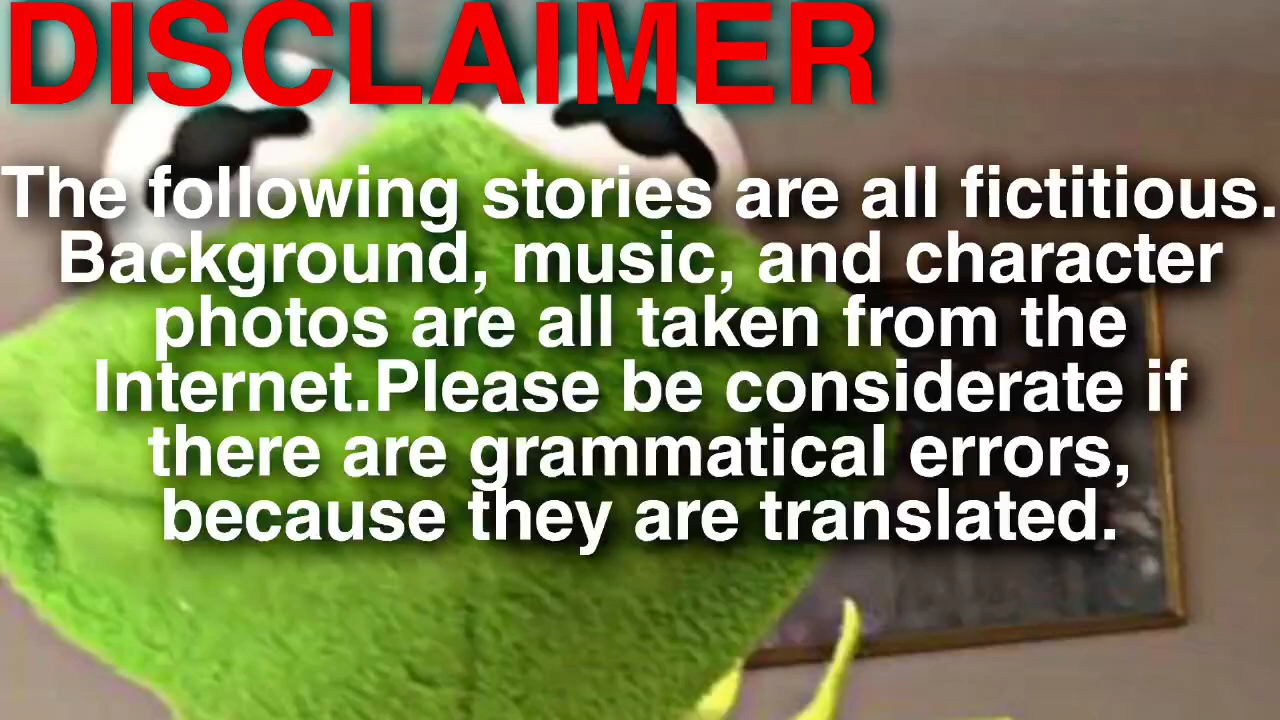 DISCLAIMER
The following stories are all fictitious.
Background, music, and character
photos are all taken from the
Internet.Please be considerate if
there are grammatical errors,
because they are translated.